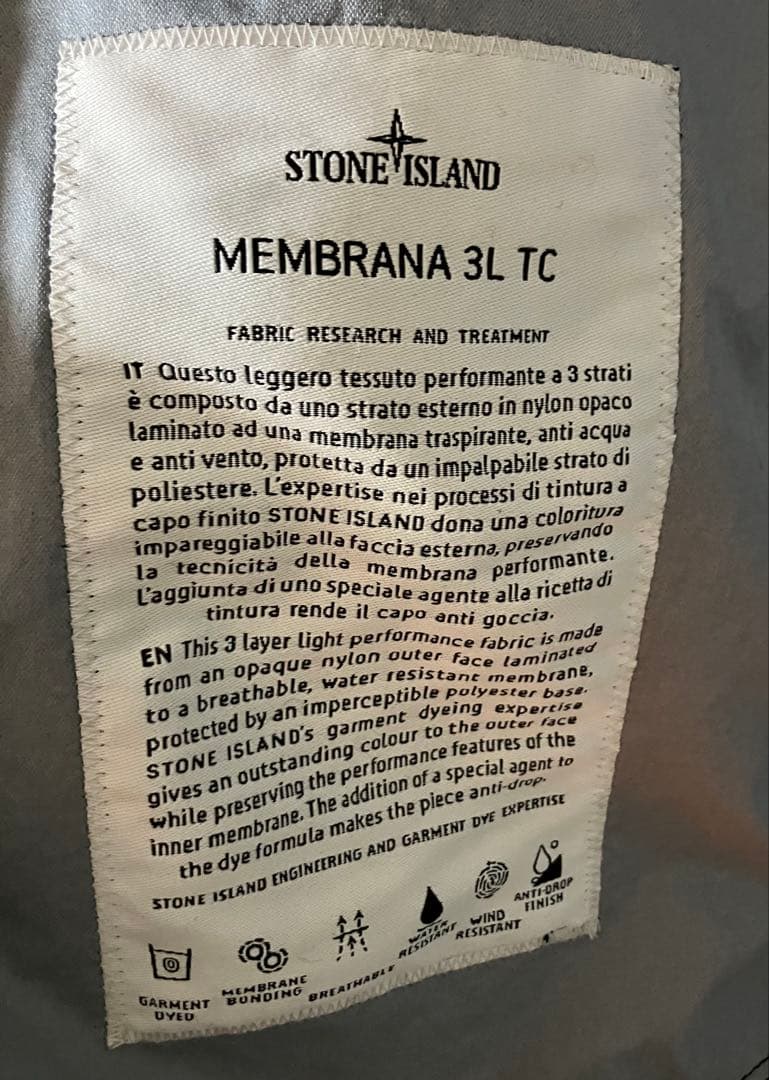 STONE ISLAND
MEMBRANA 3L TC
FABRIC RESEARCH AND TREATMENT
IT Questo leggero tessuto performante a 3 strati
è composto da uno strato esterno in nylon opaco
laminato ad una membrana traspirante, anti acqua
e anti vento, protetta da un impalpabile strato di
poliestere. L'expertise nei processi di tintura a
capo finito STONE ISLAND dona una coloritura
impareggiabile alla faccia esterna, preservando
la tecnicità della membrana performante.
L'aggiunta di uno speciale agente alla ricetta di
tintura rende il capo anti goccia.
EN This 3 layer light performance fabric is made
from an opaque nylon outer face laminated
to a breathable, water resistant membrane,
protected by an imperceptible polyester base.
STONE ISLAND's garment dyeing expertise
gives an outstanding colour to the outer face
while preserving the performance features of the
inner membrane. The addition of a special agent to
the dye formula makes the piece anti-drop.
STONE ISLAND ENGINEERING AND GARMENT DYE EXPERTISE
GARMENT DYED
MEMBRANE BONDING
BREATHABLE
WATER RESISTANT
WIND RESISTANT
ANTI-DROP FINISH